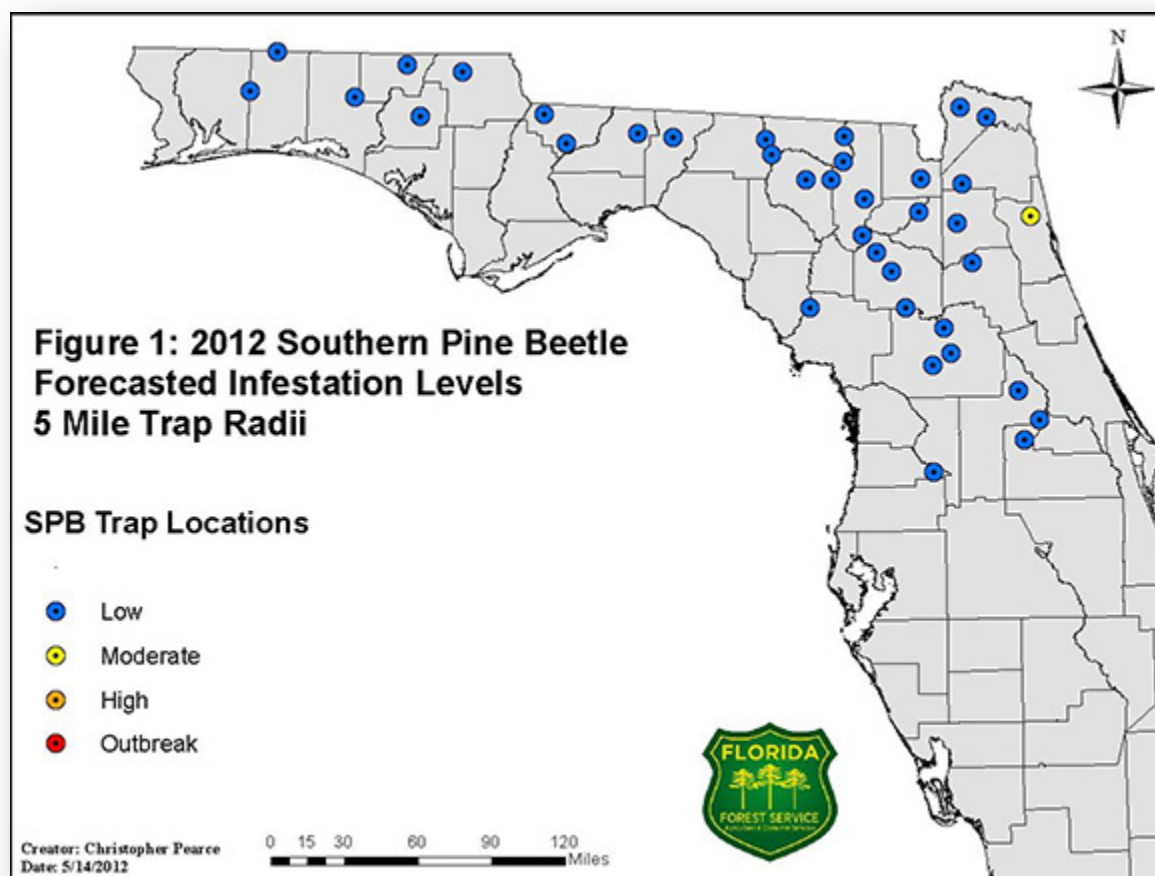 N
Figure 1: 2012 Southern Pine Beetle
Forecasted Infestation Levels
5 Mile Trap Radii
SPB Trap Locations
Low
Moderate
High
Outbreak
FLORIDA
FOREST SERVICE
Creator: Christopher Pearce
Date: 5/14/2012
0 15 30 60 90 120
Miles